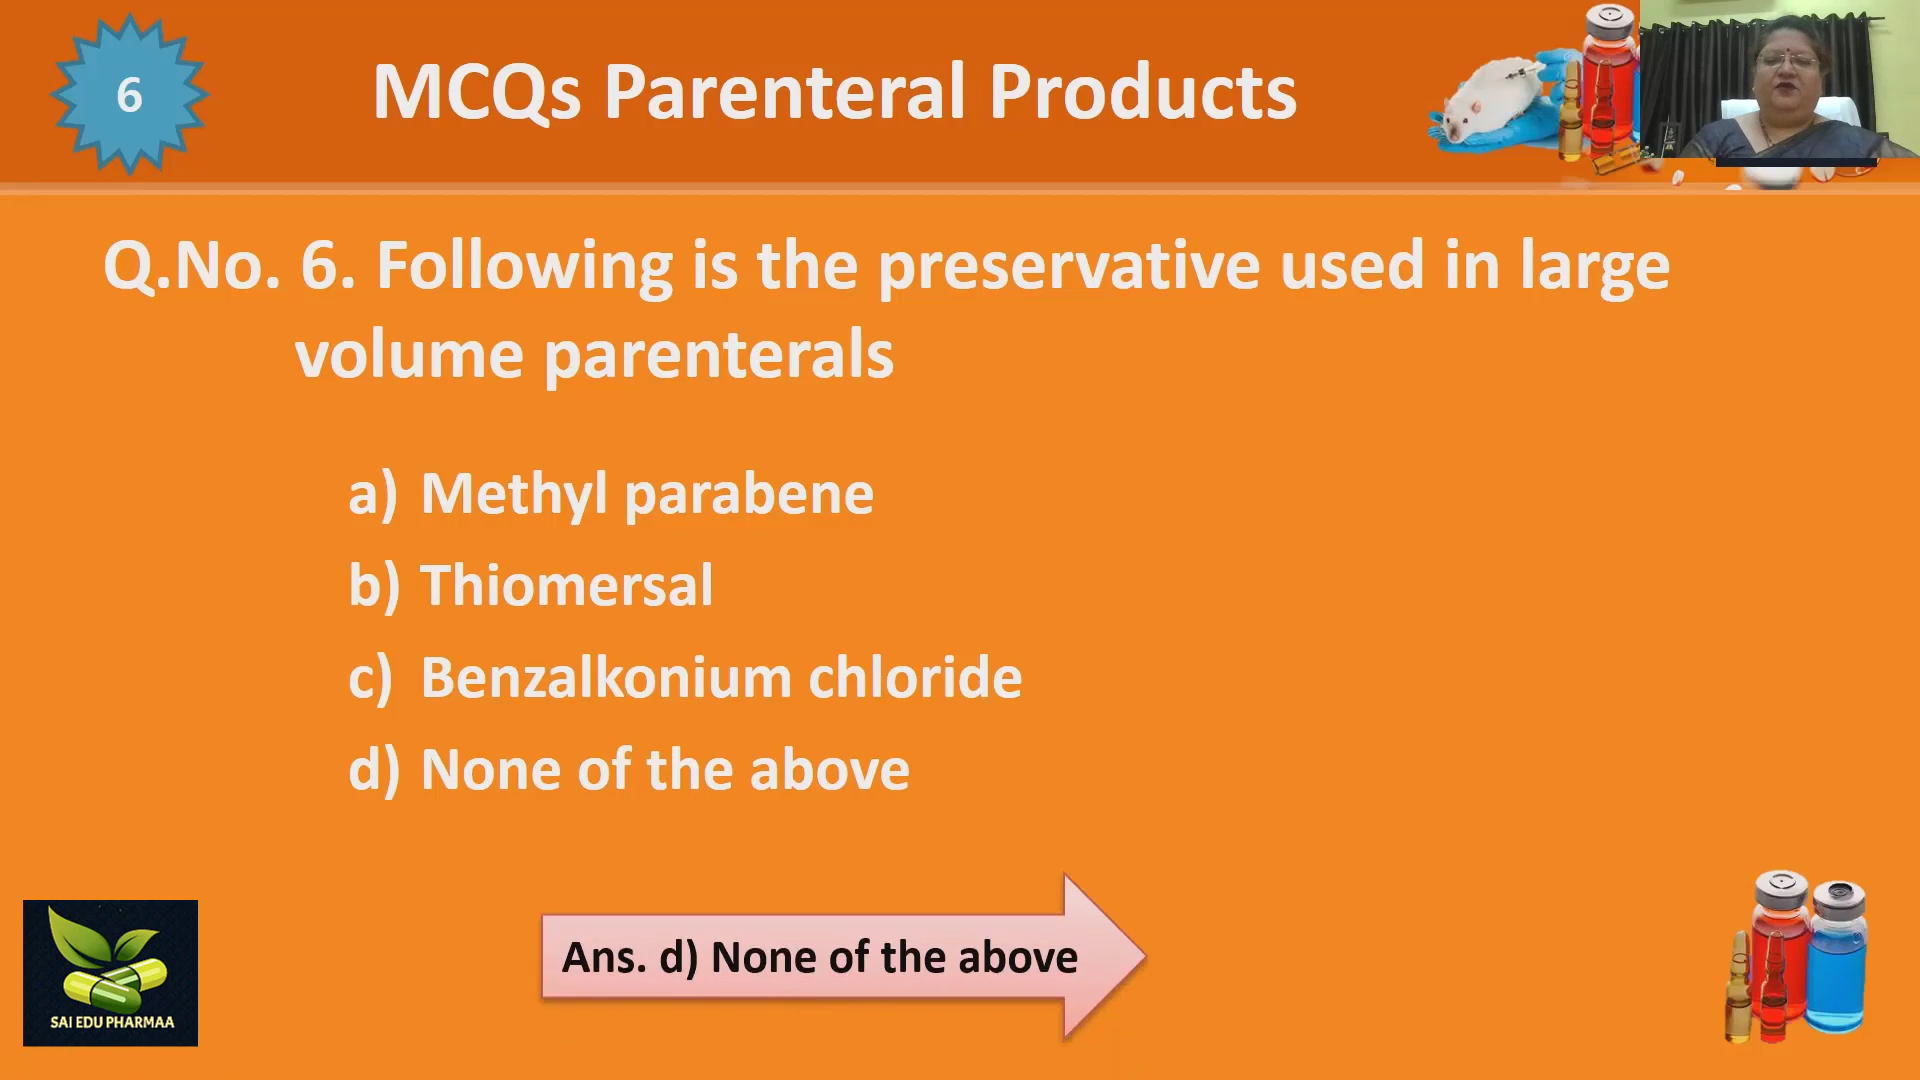 6
MCQs Parenteral Products
Q.No. 6. Following is the preservative used in large
volume parenterals
a) Methyl parabene
b) Thiomersal
c) Benzalkonium chloride
d) None of the above
Ans. d) None of the above
SAI EDU PHARMAA